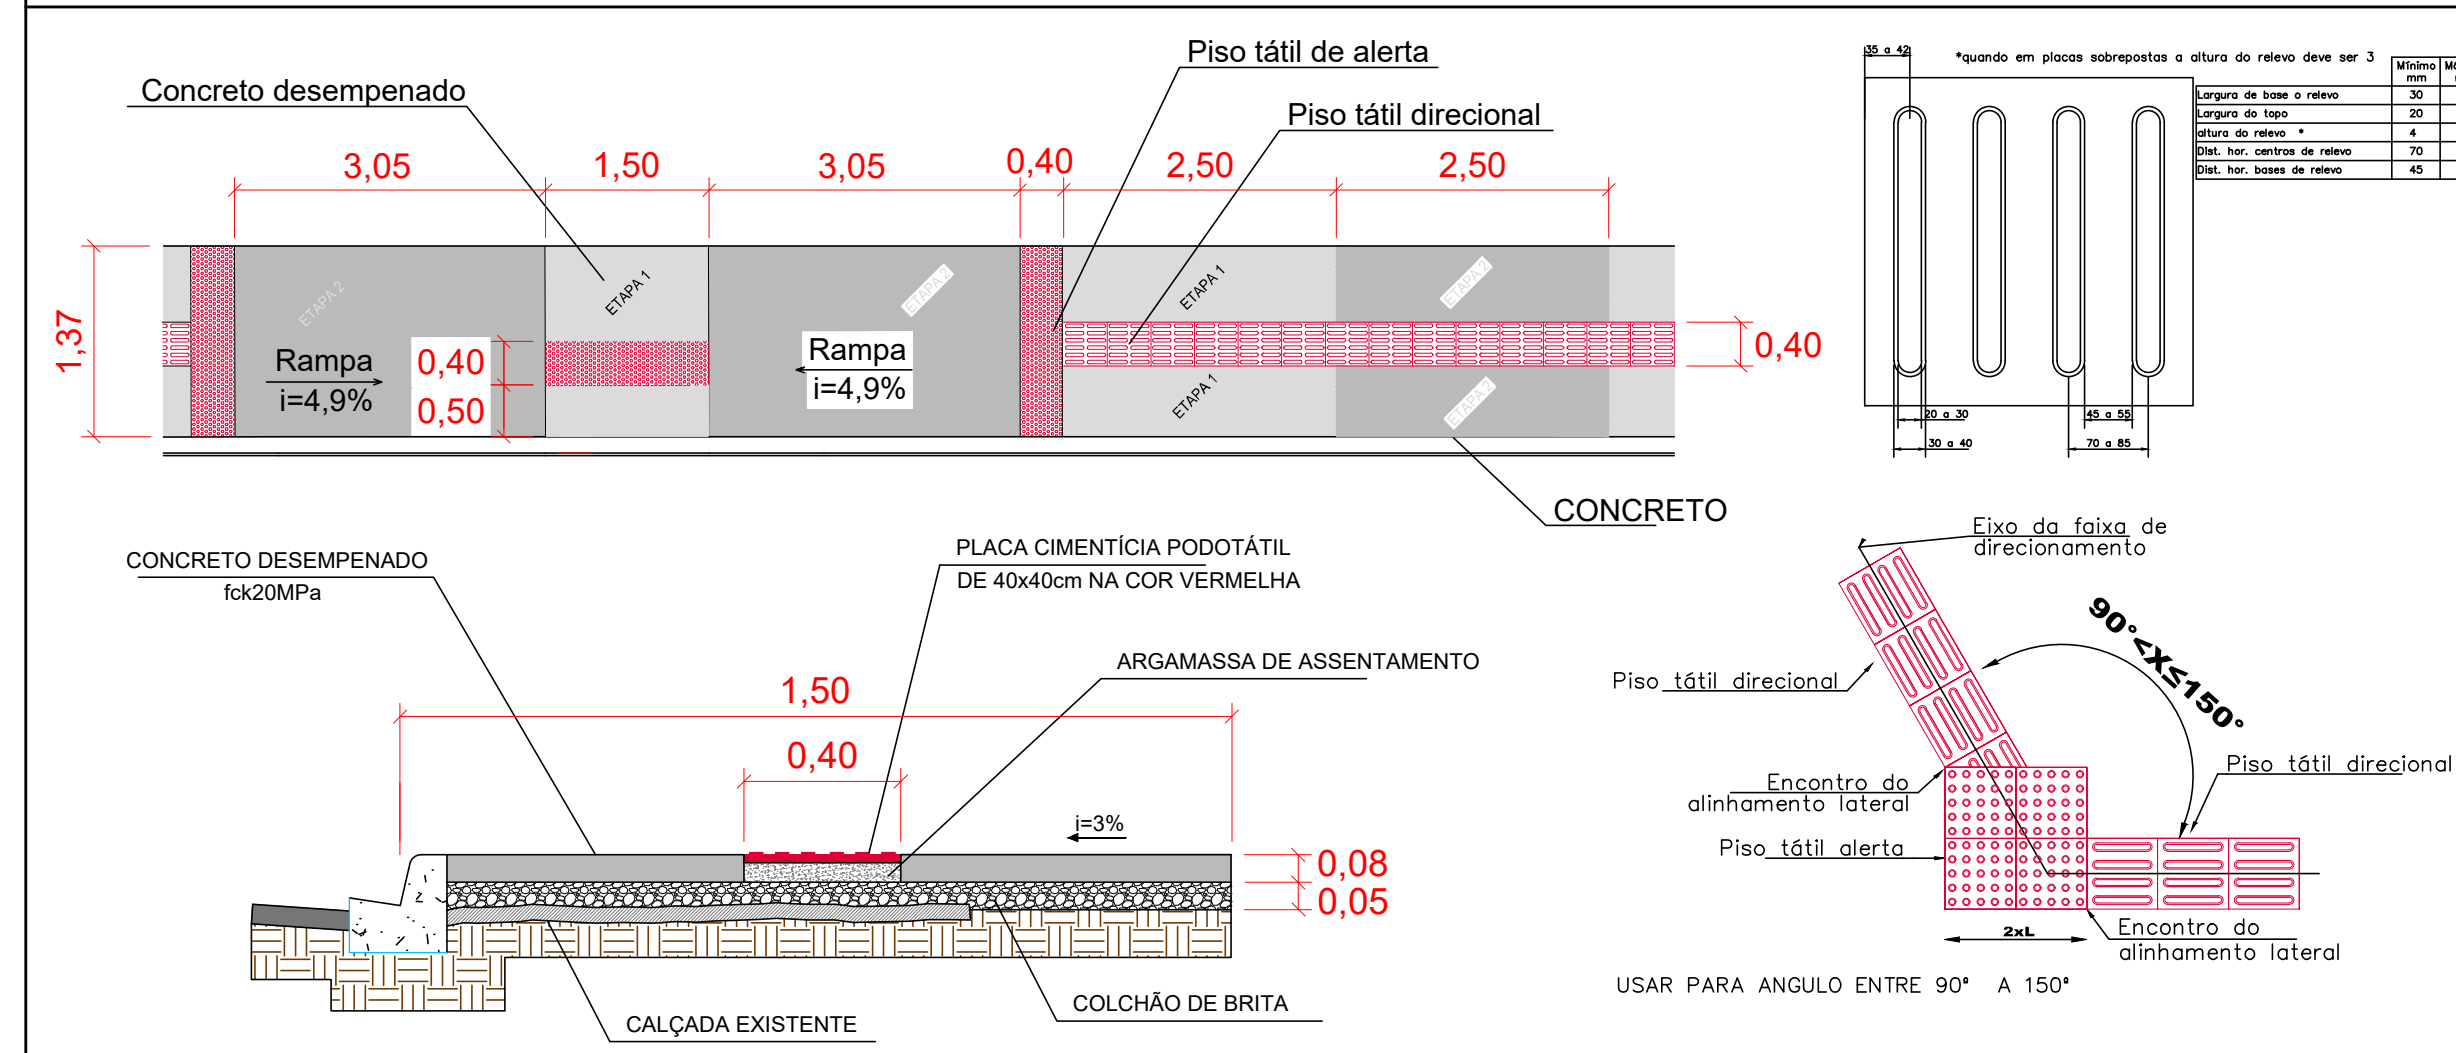 Concreto desempenado
Piso tátil de alerta
Piso tátil direcional
3,05
1,50
3,05
0,40
2,50
2,50
1,37
ETAPA 2
ETAPA 1
ETAPA 2
ETAPA 1
ETAPA 2
Rampa
i=4,9%
0,40
0,50
Rampa
i=4,9%
ETAPA 1
ETAPA 2
0,40
CONCRETO
35 a 42
*quando em placas sobrepostas a altura do relevo deve ser 3
Mínimo
mm
Largura de base o relevo 30
Largura do topo 20
altura do relevo * 4
Dist. hor. centros de relevo 70
Dist. hor. bases de relevo 45
20 a 30
45 a 55
30 a 40
70 a 85
CONCRETO DESEMPENADO
fck20MPa
PLACA CIMENTÍCIA PODOTÁTIL
DE 40x40cm NA COR VERMELHA
ARGAMASSA DE ASSENTAMENTO
1,50
0,40
i=3%
0,08
0,05
CALÇADA EXISTENTE
COLCHÃO DE BRITA
Eixo da faixa de
direcionamento
90°<X≤150°
Piso tátil direcional
Piso tátil direcional
Encontro do
alinhamento lateral
Piso tátil alerta
2xL
Encontro do
alinhamento lateral
USAR PARA ANGULO ENTRE 90° A 150°